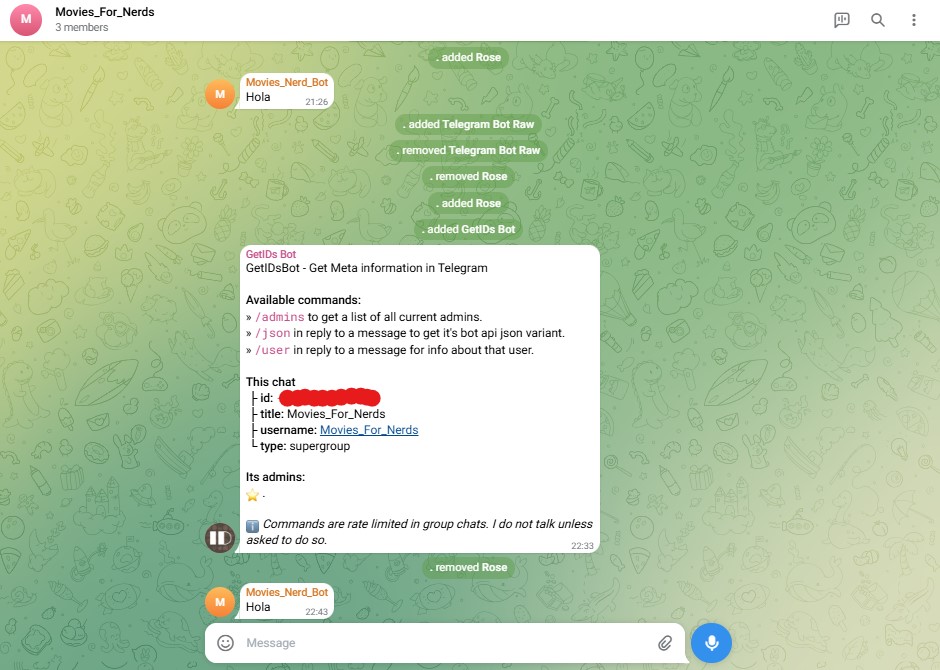 M
Movies_For_Nerds
3 members
. added Rose
Movies_Nerd_Bot
M
Hola
21:26
. added Telegram Bot Raw
. removed Telegram Bot Raw
. removed Rose
. added Rose
. added GetIDs Bot
GetIDs Bot
GetIDsBot - Get Meta information in Telegram
Available commands:
» /admins to get a list of all current admins.
» /json in reply to a message to get it's bot api json variant.
» /user in reply to a message for info about that user.
This chat
├ id:
├ title: Movies_For_Nerds
├ username: Movies_For_Nerds
└ type: supergroup
Its admins:
⭐ .
ℹ️ Commands are rate limited in group chats. I do not talk unless
asked to do so.
22:33
. removed Rose
Movies_Nerd_Bot
M
Hola
22:43
Message